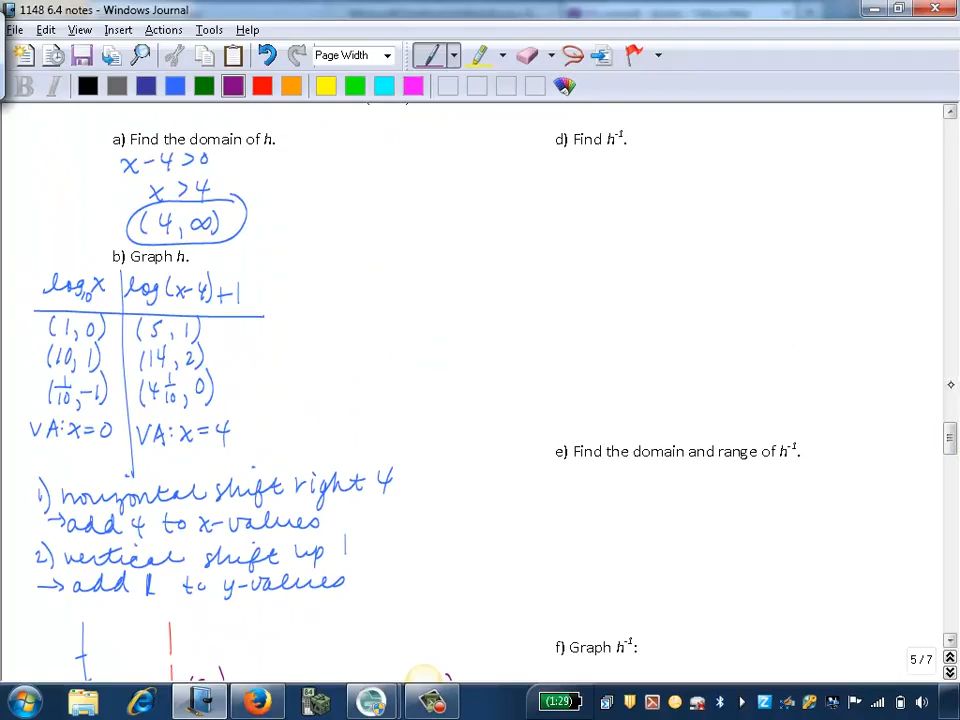 1148 6.4 notes - Windows Journal
File Edit View Insert Actions Tools Help
Page Width
B I
a) Find the domain of h.
x-4>0
x >4
(4, ∞)
b) Graph h.
log₁₀x log(x-4)+1
(1, 0) (5, 1)
(10, 1) (14, 2)
(1/10, -1) (4 1/10, 0)
VA: x=0 VA: x=4
1) horizontal shift right 4
→add 4 to x-values
2) vertical shift up 1
→ add 1 to y-values
d) Find h⁻¹.
e) Find the domain and range of h⁻¹.
f) Graph h⁻¹:
5 / 7
(1:29)